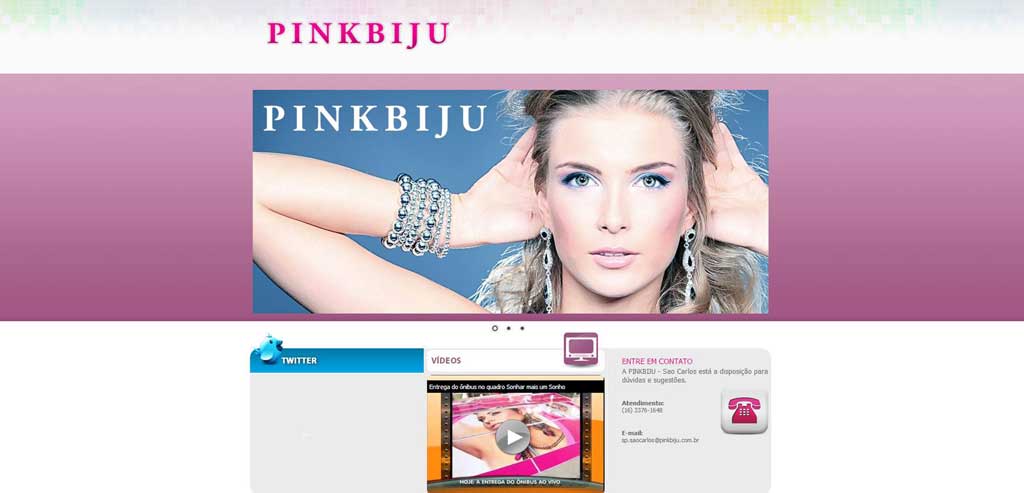 PINKBIJU
PINKBIJU
TWITTER
VÍDEOS
Entrega do ônibus no quadro Sonhar mais um Sonho
HOJE: A ENTREGA DO ÔNIBUS AO VIVO
ENTRE EM CONTATO
A PINKBIJU - Sao Carlos está a disposição para
dúvidas e sugestões.
Atendimento:
(16) 3376-1648
E-mail:
sp.saocarlos@pinkbiju.com.br